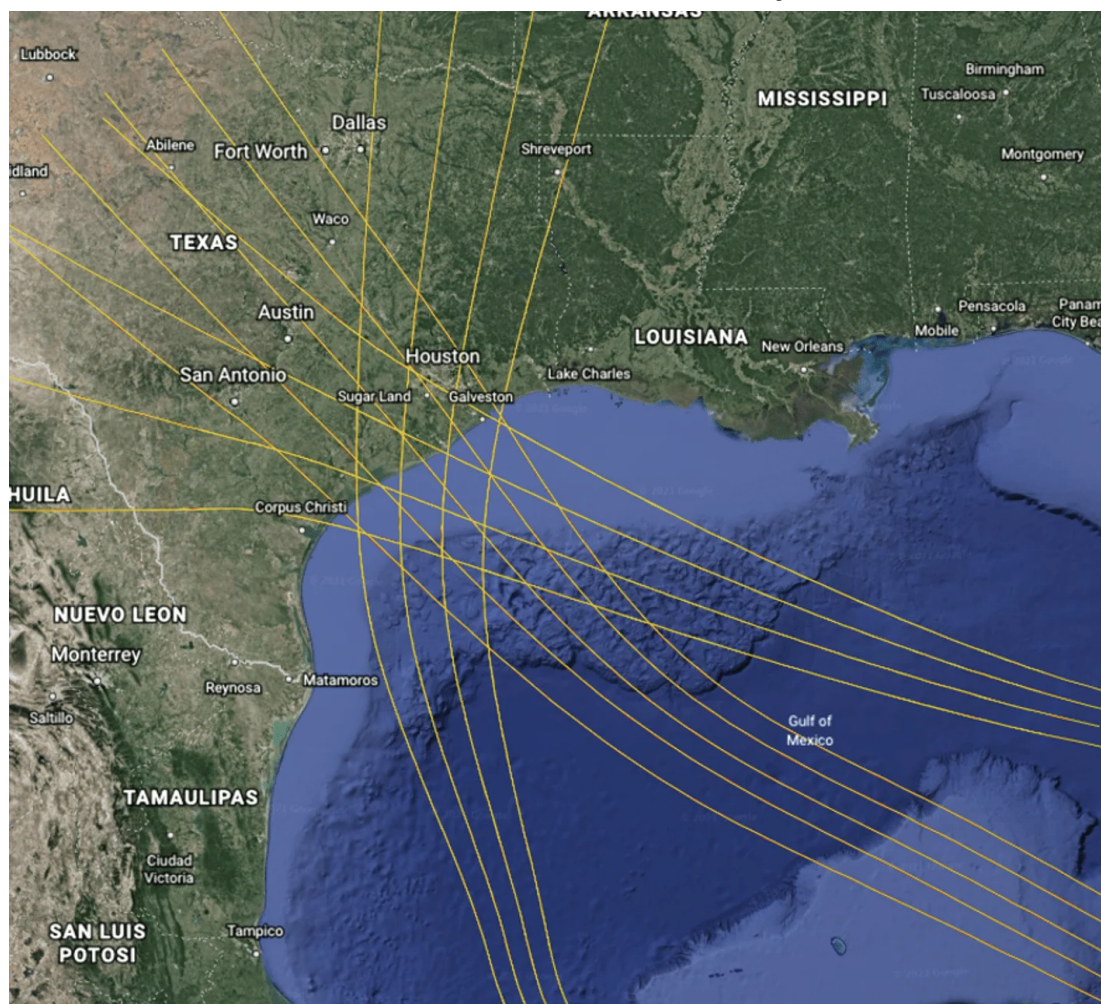 ARKANSAS
Lubbock
Birmingham
MISSISSIPPI
Tuscaloosa
Dallas
Abilene
Fort Worth
Shreveport
Montgomery
idland
Waco
TEXAS
Pensacola
Panam
City Bea
Austin
Mobile
LOUISIANA
New Orleans
Houston
San Antonio
Lake Charles
Sugar Land
Galveston
HUILA
Corpus Christi
NUEVO LEON
Monterrey
Reynosa
Matamoros
Saltillo
Gulf of
Mexico
TAMAULIPAS
Ciudad
Victoria
SAN LUIS
POTOSI
Tampico